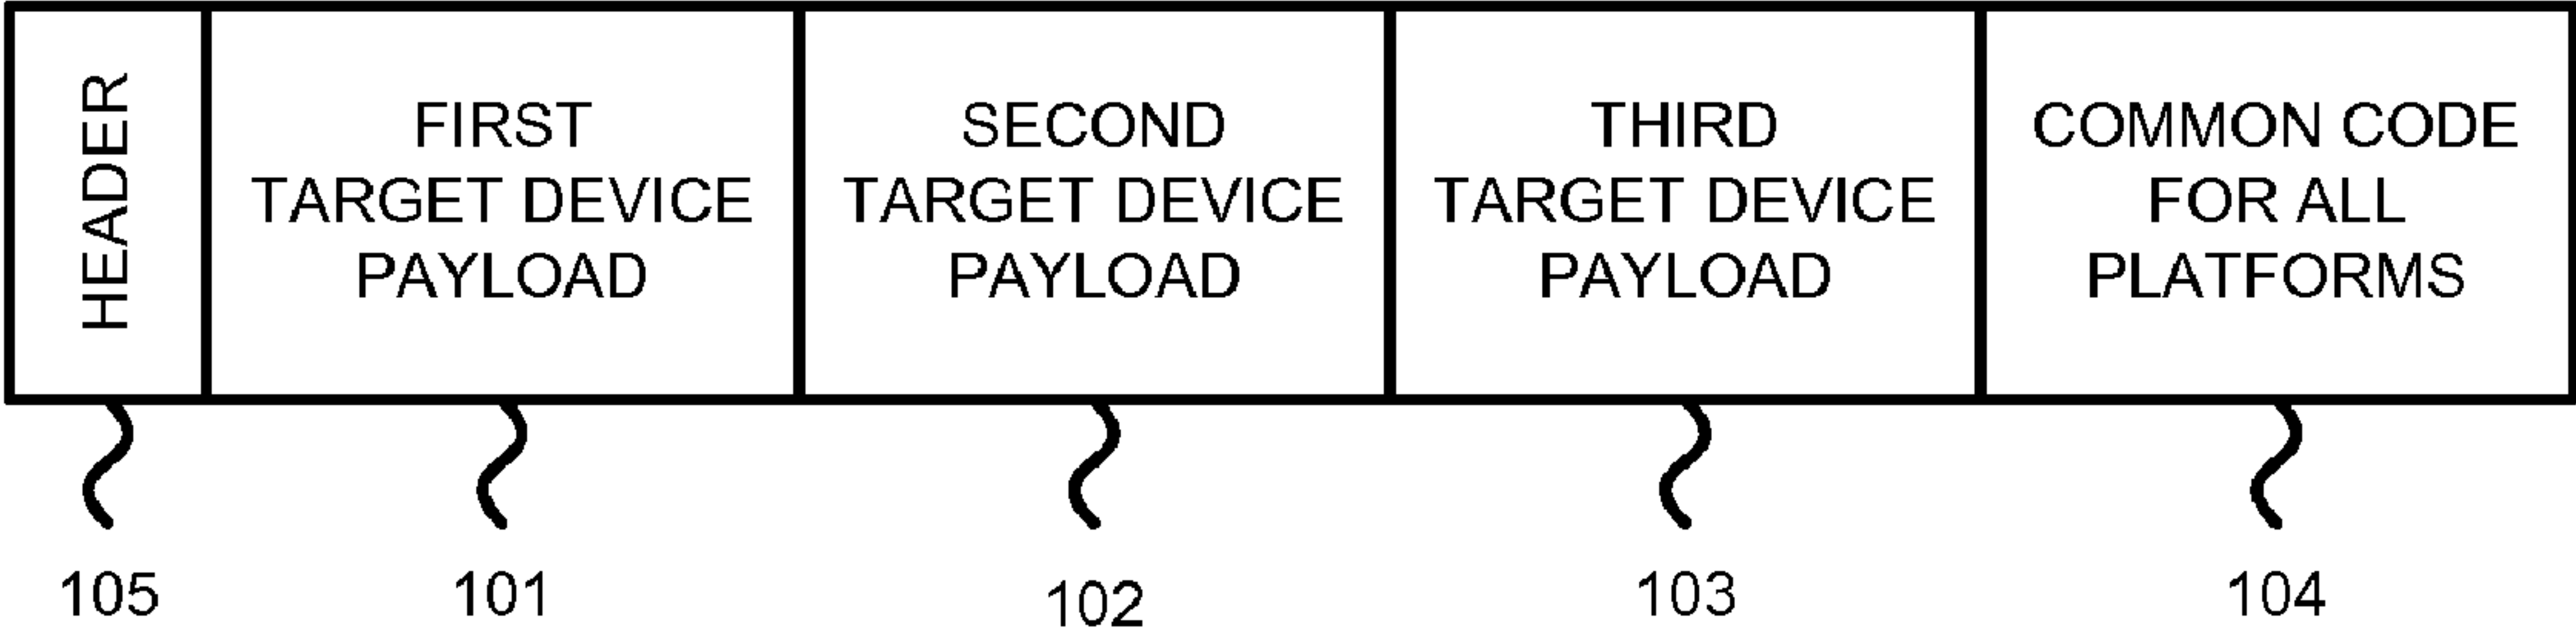 HEADER
FIRST
TARGET DEVICE
PAYLOAD
SECOND
TARGET DEVICE
PAYLOAD
THIRD
TARGET DEVICE
PAYLOAD
COMMON CODE
FOR ALL
PLATFORMS
105
101
102
103
104